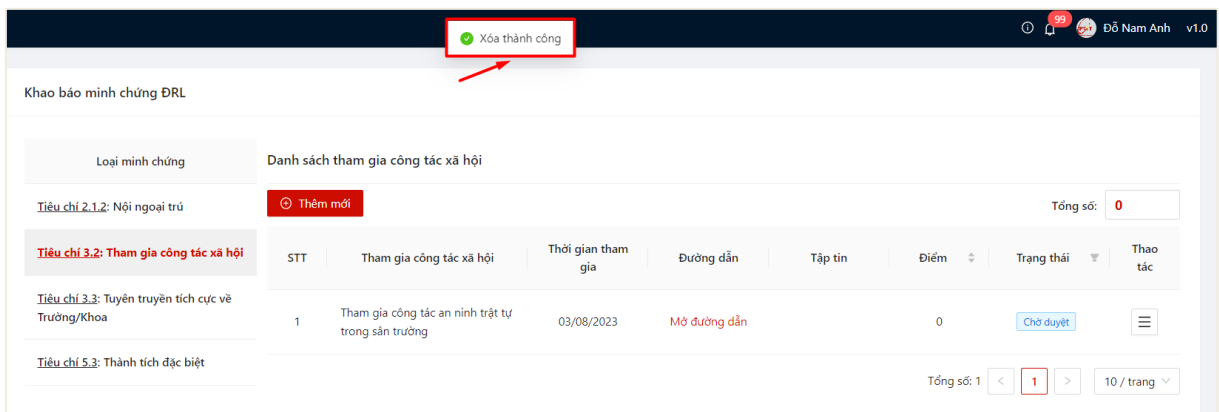 Xóa thành công
99
Đỗ Nam Anh
v1.0
Khao báo minh chứng ĐRL
Loại minh chứng
Tiêu chí 2.1.2: Nội ngoại trú
Tiêu chí 3.2: Tham gia công tác xã hội
Tiêu chí 3.3: Tuyên truyền tích cực về
Trường/Khoa
Tiêu chí 5.3: Thành tích đặc biệt
Danh sách tham gia công tác xã hội
Thêm mới
Tổng số: 0
STT
Tham gia công tác xã hội
Thời gian tham
gia
Đường dẫn
Tập tin
Điểm
Trạng thái
Thao
tác
1
Tham gia công tác an ninh trật tự
trong sân trường
03/08/2023
Mở đường dẫn
0
Chờ duyệt
Tổng số: 1 < 1 > 10 / trang